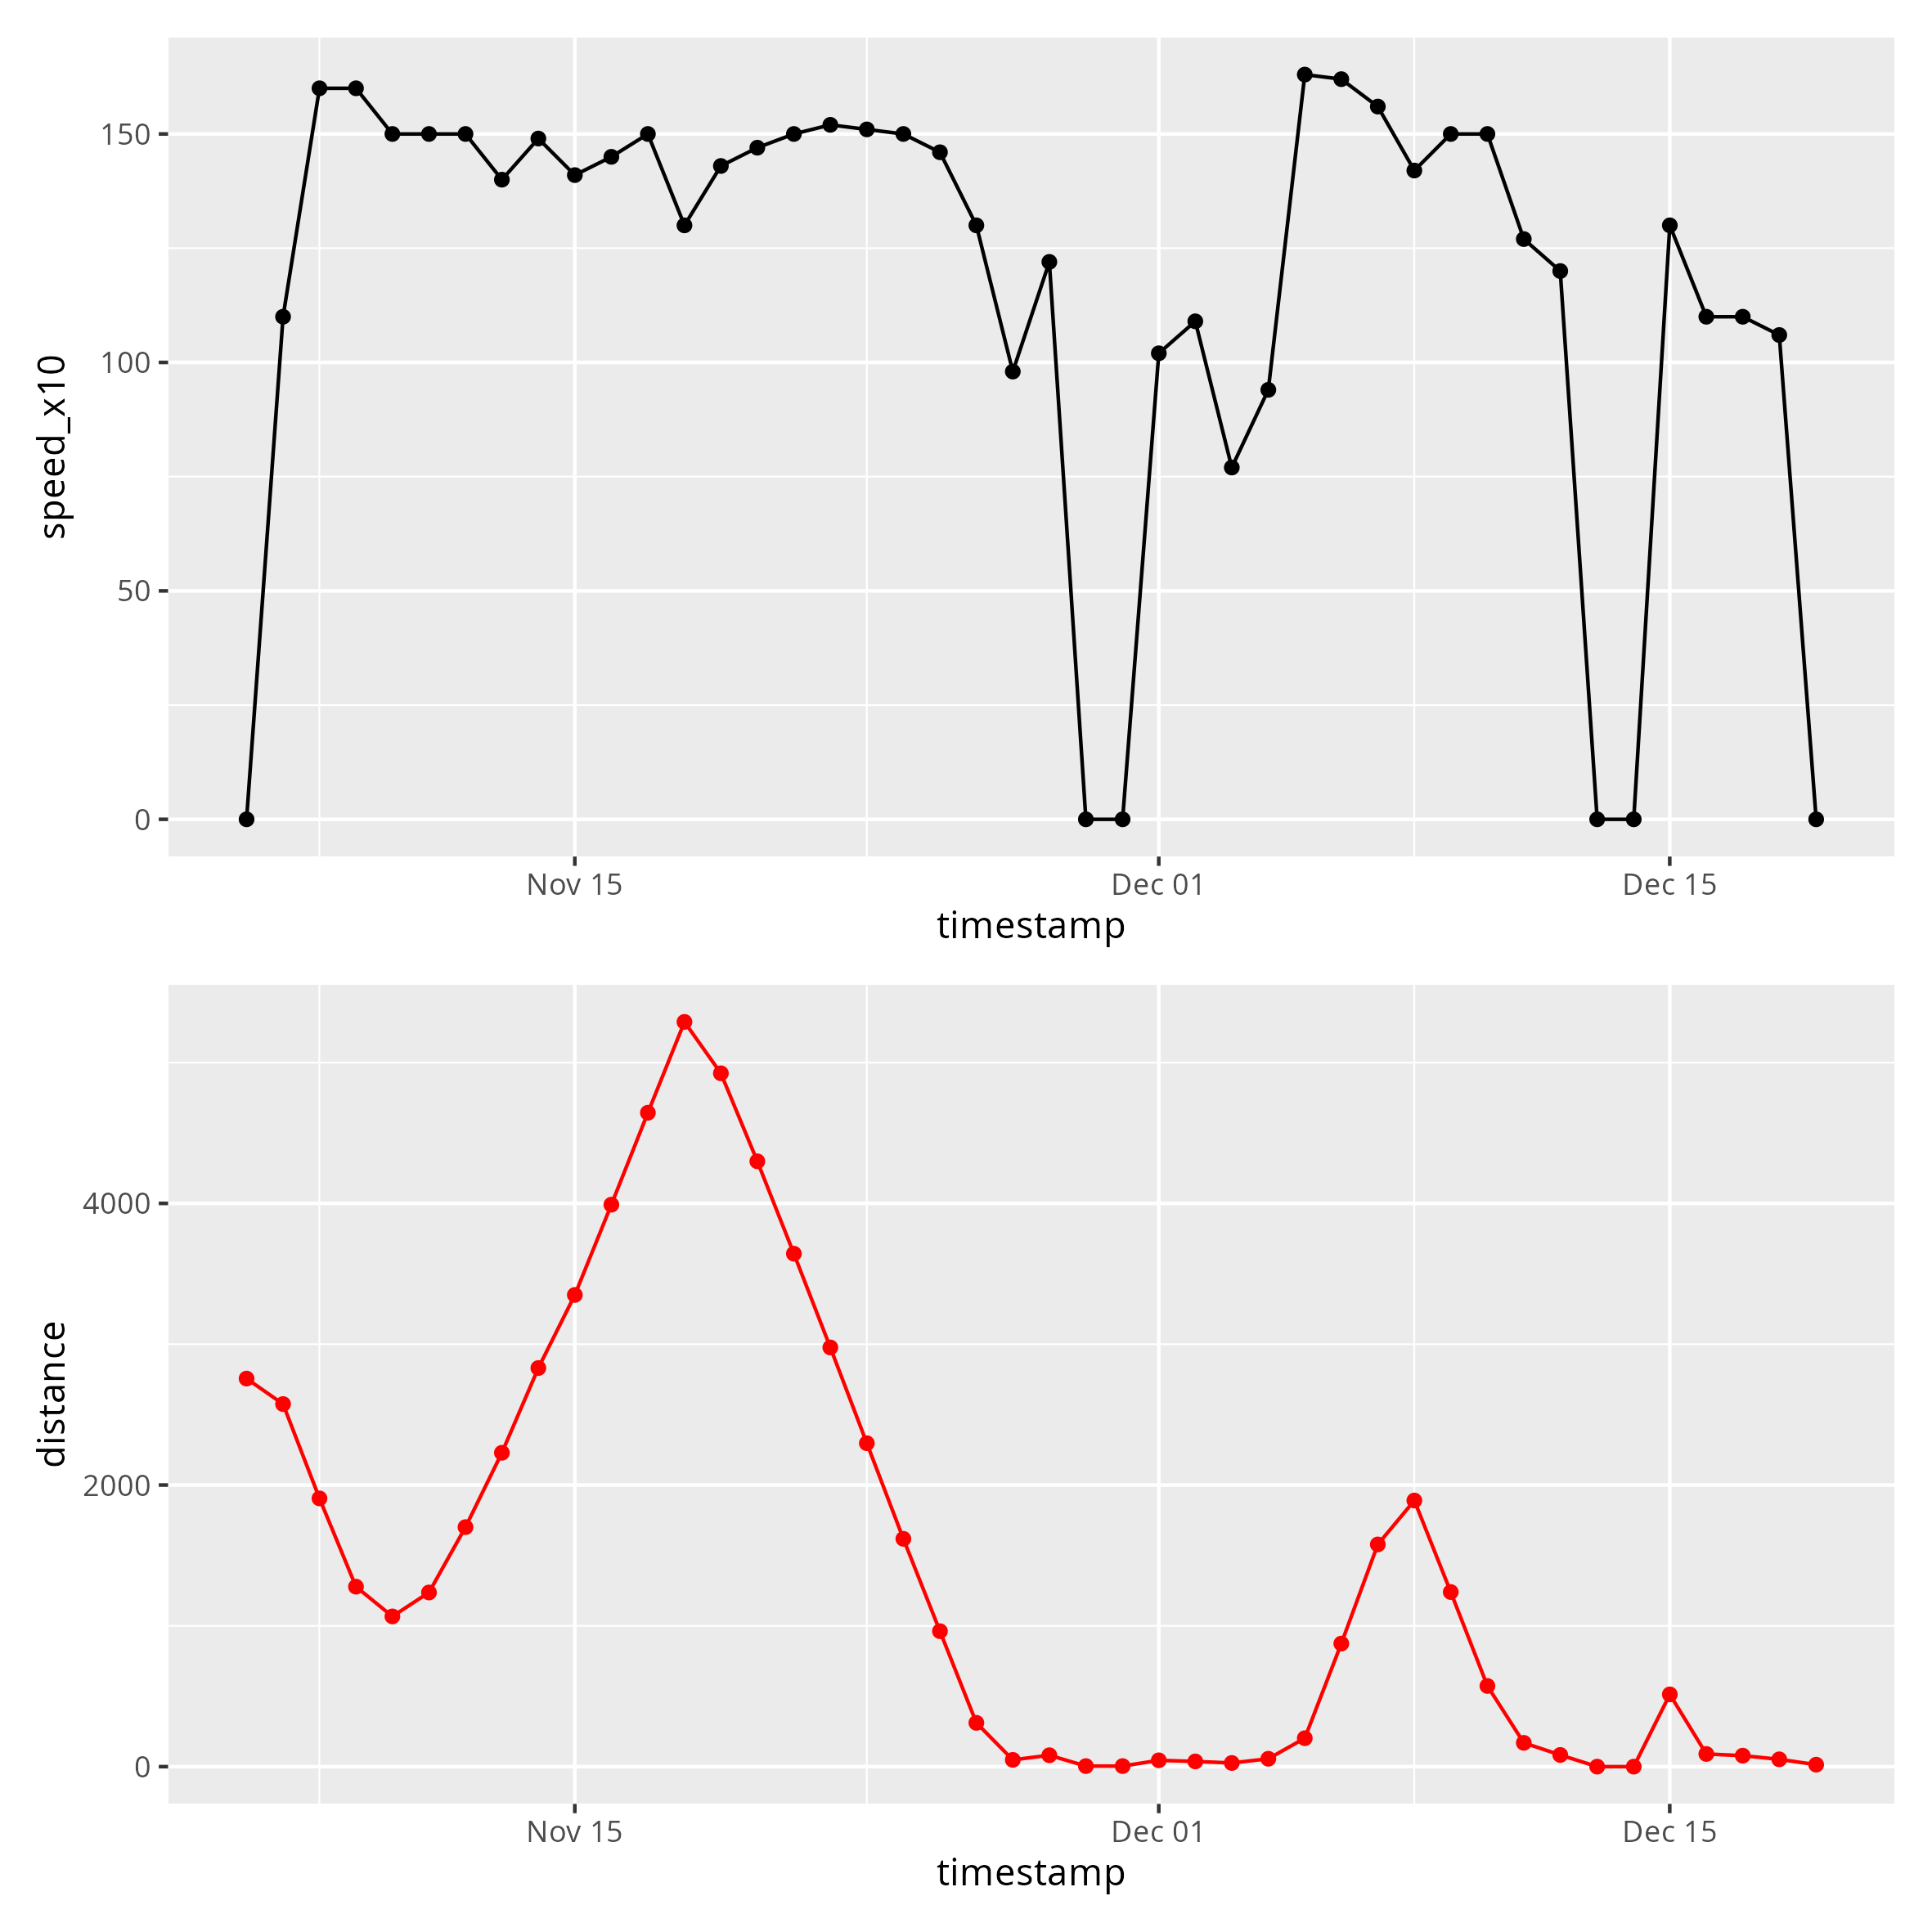 speed_x10
150
100
50
0
Nov 15 Dec 01 Dec 15
timestamp
distance
4000
2000
0
Nov 15 Dec 01 Dec 15
timestamp